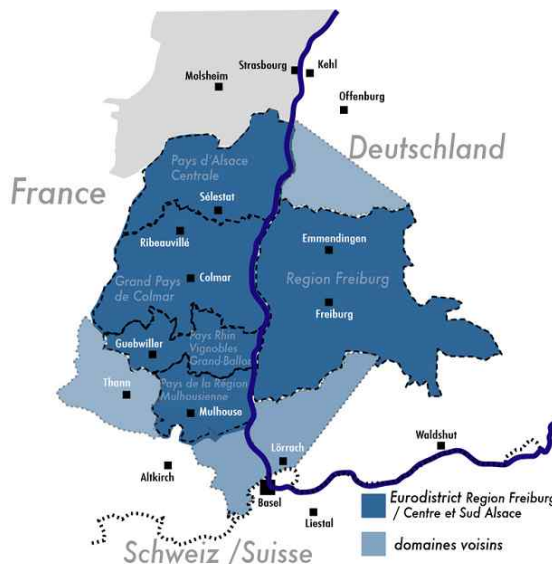 Strasbourg
Kehl
Molsheim
Offenburg
Pays d'Alsace
Centrale
Deutschland
France
Sélestat
Ribeauvillé
Emmendingen
Grand Pays
de Colmar
Colmar
Region Freiburg
Freiburg
Guebwiller
Pays Rhin
Vignobles
Grand-Ballon
Thann
Pays de la Région
Mulhousienne
Mulhouse
Lörrach
Waldshut
Altkirch
Basel
Liestal
Eurodistrict Region Freiburg
/ Centre et Sud Alsace
domaines voisins
Schweiz /Suisse